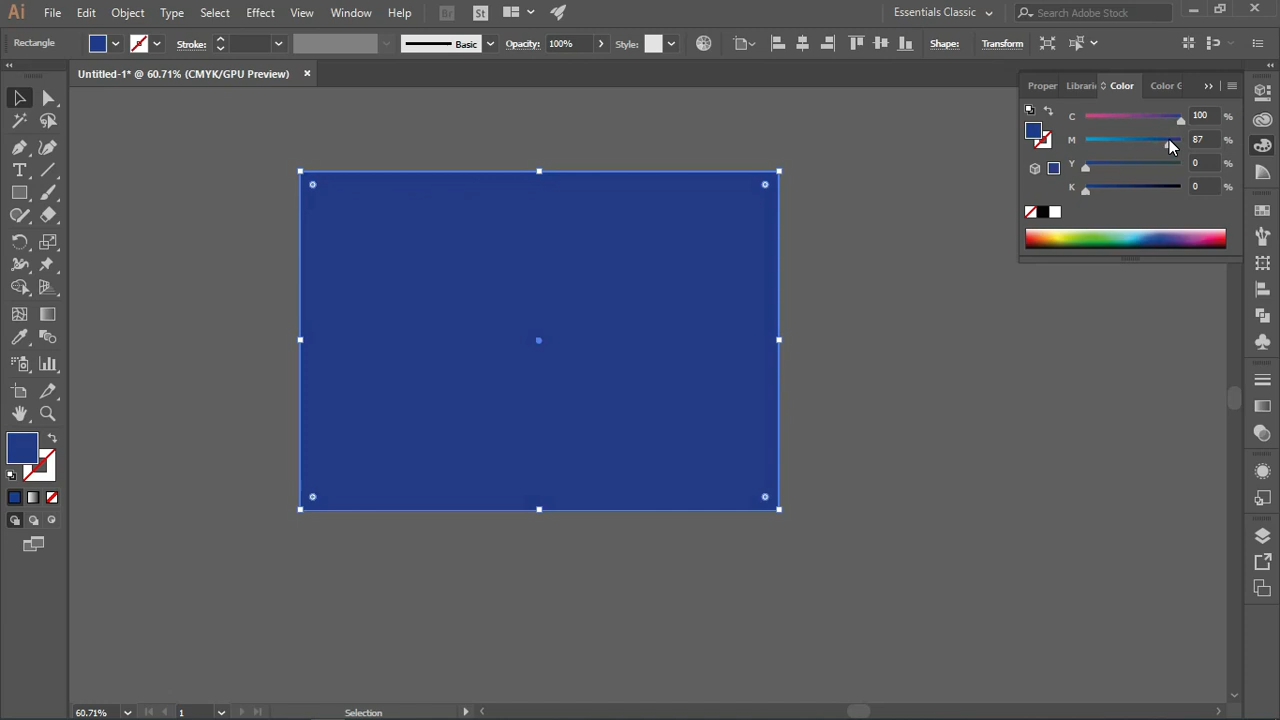 Ai File Edit Object Type Select Effect View Window Help Br St Essentials Classic Search Adobe Stock
Rectangle Stroke: Basic Opacity: 100% Style: Shape: Transform
Untitled-1* @ 60.71% (CMYK/GPU Preview) ×
Proper Librari Color Color G
C 100 %
M 87 %
Y 0 %
K 0 %
T
60.71% 1 Selection